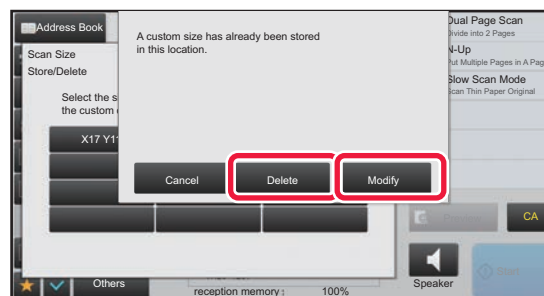 Address Book
Scan Size
Store/Delete
Select the s
the custom
X17 Y1
A custom size has already been stored
in this location.
Cancel
Delete
Modify
Dual Page Scan
Divide into 2 Pages
N-Up
Put Multiple Pages in A Pag
Slow Scan Mode
Scan Thin Paper Original
CA
Start
Speaker
Others
reception memory: 100%